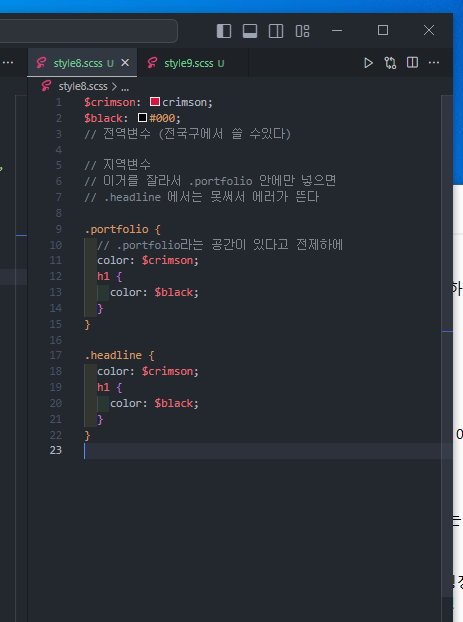 style8.scss U
style9.scss U
style8.scss > ...
1 $crimson: crimson;
2 $black: #000;
3 // 전역변수 (전국구에서 쓸 수있다)
4
5 // 지역변수
6 // 이거를 잘라서 .portfolio 안에만 넣으면
7 // .headline 에서는 못써서 에러가 뜬다
8
9 .portfolio {
10 // .portfolio라는 공간이 있다고 전제하에
11 color: $crimson;
12 h1 {
13 color: $black;
14 }
15 }
16
17 .headline {
18 color: $crimson;
19 h1 {
20 color: $black;
21 }
22 }
23
하
는